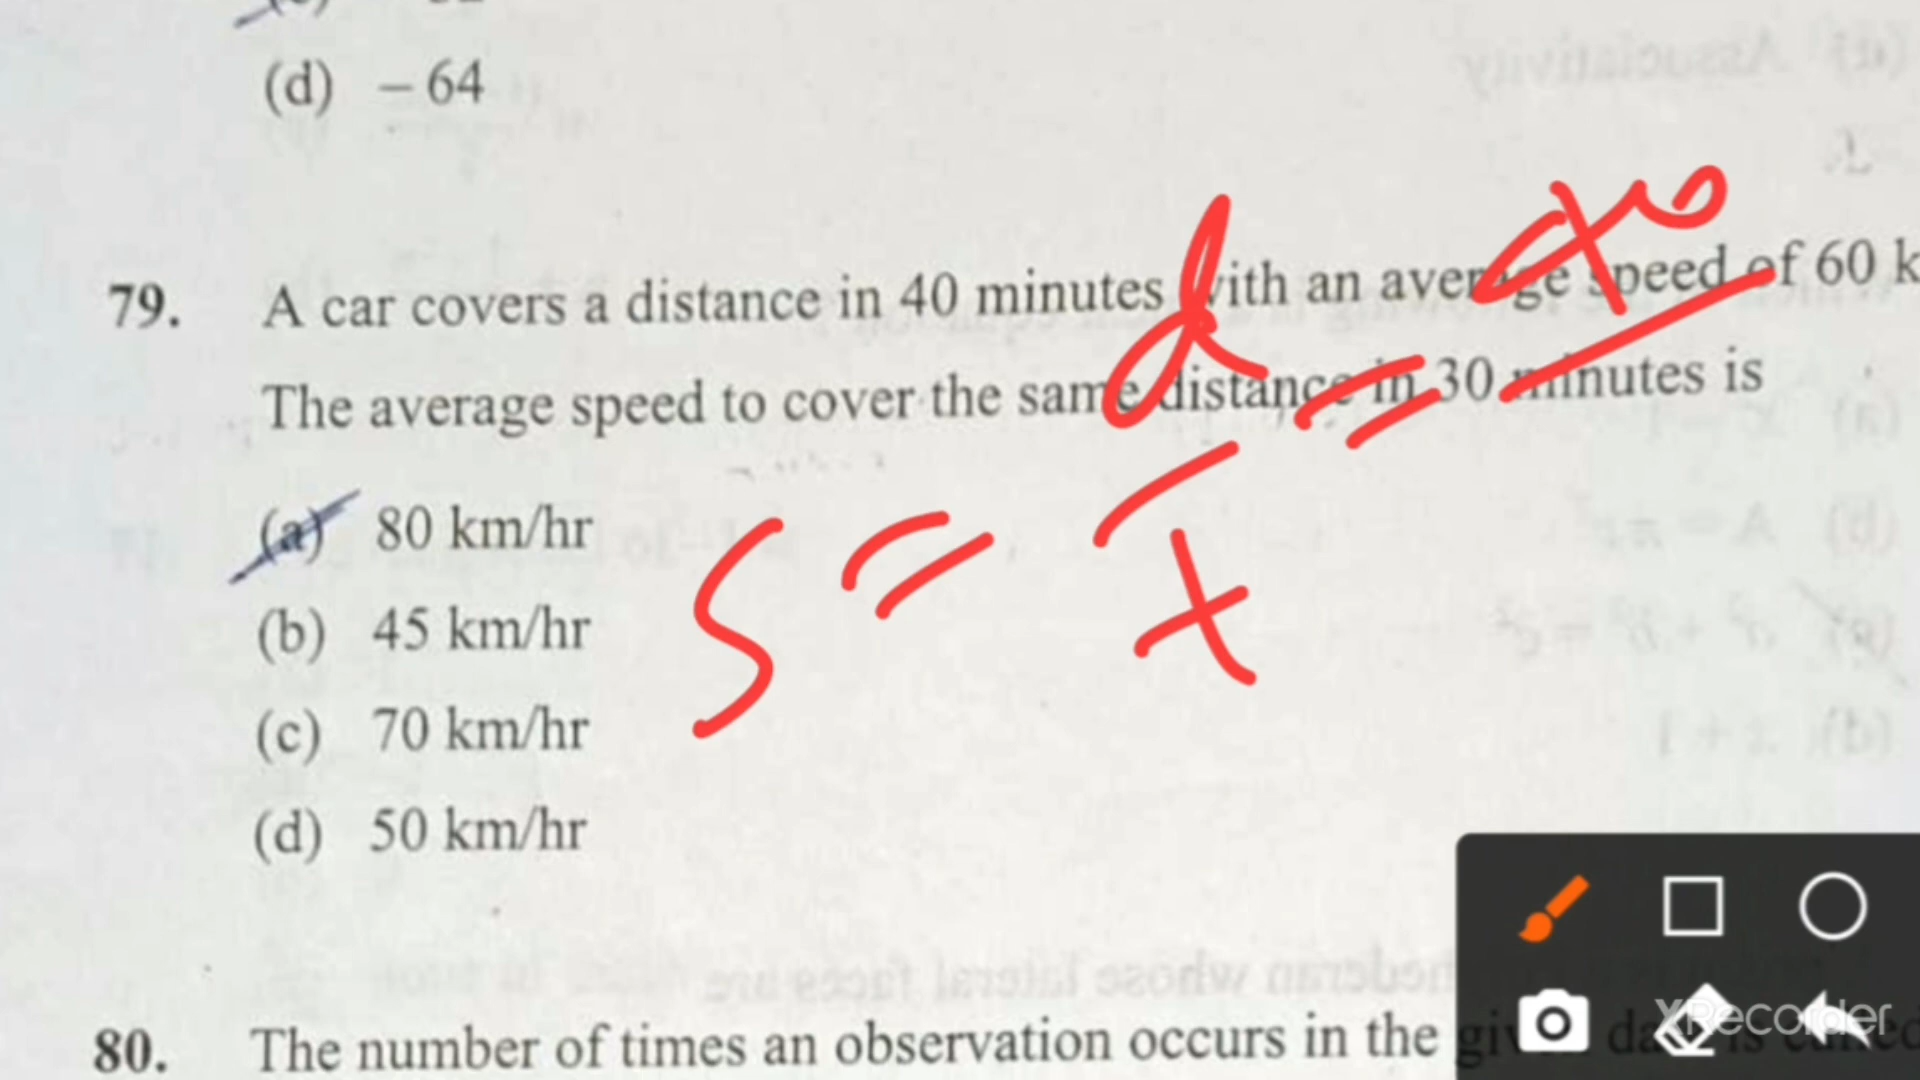 (d) – 64
79. A car covers a distance in 40 minutes with an average speed of 60 k
The average speed to cover the same distance in 30 minutes is
(a) 80 km/hr
(b) 45 km/hr
(c) 70 km/hr
(d) 50 km/hr
S = d
t
=
XRecorder
80. The number of times an observation occurs in the